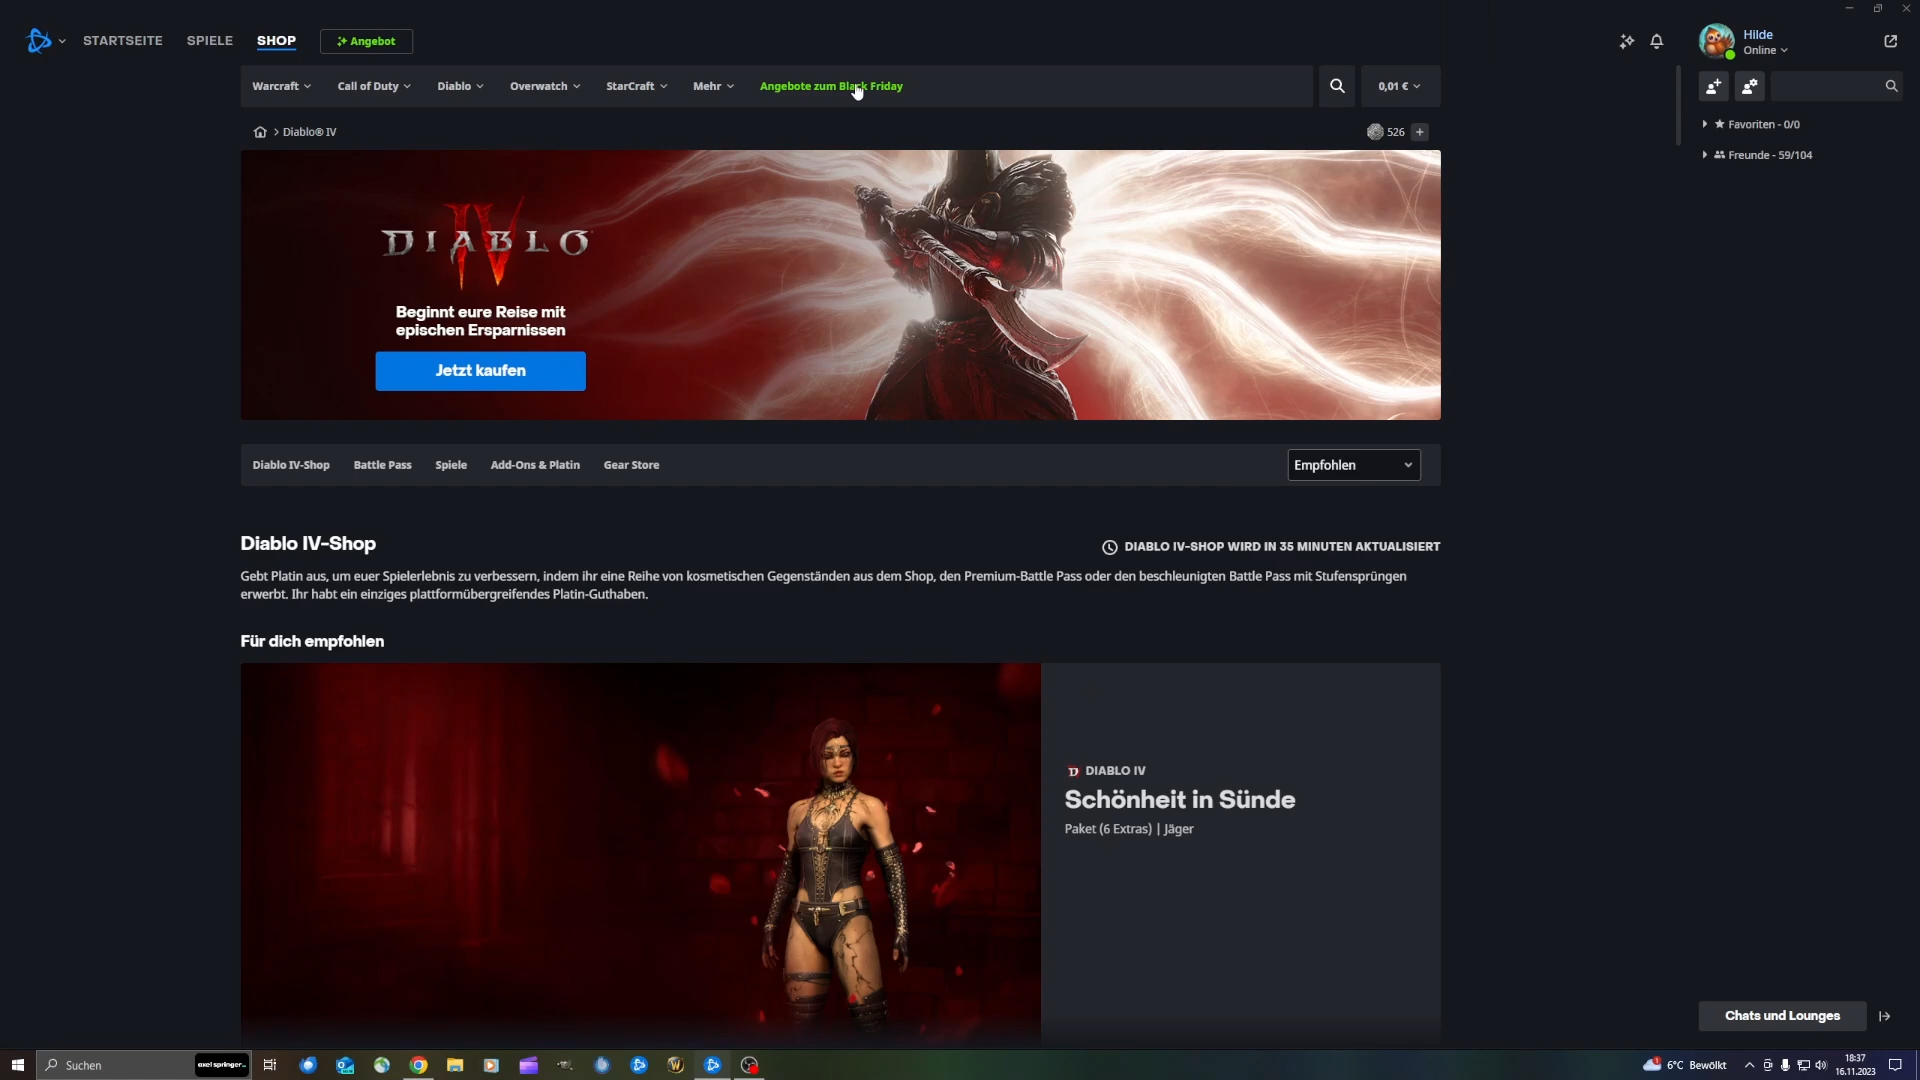 STARTSEITE SPIELE SHOP Angebot
Hilde
Online
Warcraft Call of Duty Diablo Overwatch StarCraft Mehr Angebote zum Black Friday 0,01 €
Favoriten - 0/0
Diablo® IV 526
Freunde - 59/104
DIABLO IV
Beginnt eure Reise mit
epischen Ersparnissen
Jetzt kaufen
Diablo IV-Shop Battle Pass Spiele Add-Ons & Platin Gear Store Empfohlen
Diablo IV-Shop
DIABLO IV-SHOP WIRD IN 35 MINUTEN AKTUALISIERT
Gebt Platin aus, um euer Spielerlebnis zu verbessern, indem ihr eine Reihe von kosmetischen Gegenständen aus dem Shop, den Premium-Battle Pass oder den beschleunigten Battle Pass mit Stufensprüngen
erwerbt. Ihr habt ein einziges plattformübergreifendes Platin-Guthaben.
Für dich empfohlen
DIABLO IV
Schönheit in Sünde
Paket (6 Extras) | Jäger
Chats und Lounges
Suchen axel springer... 6°C Bewölkt 18:37
16.11.2023